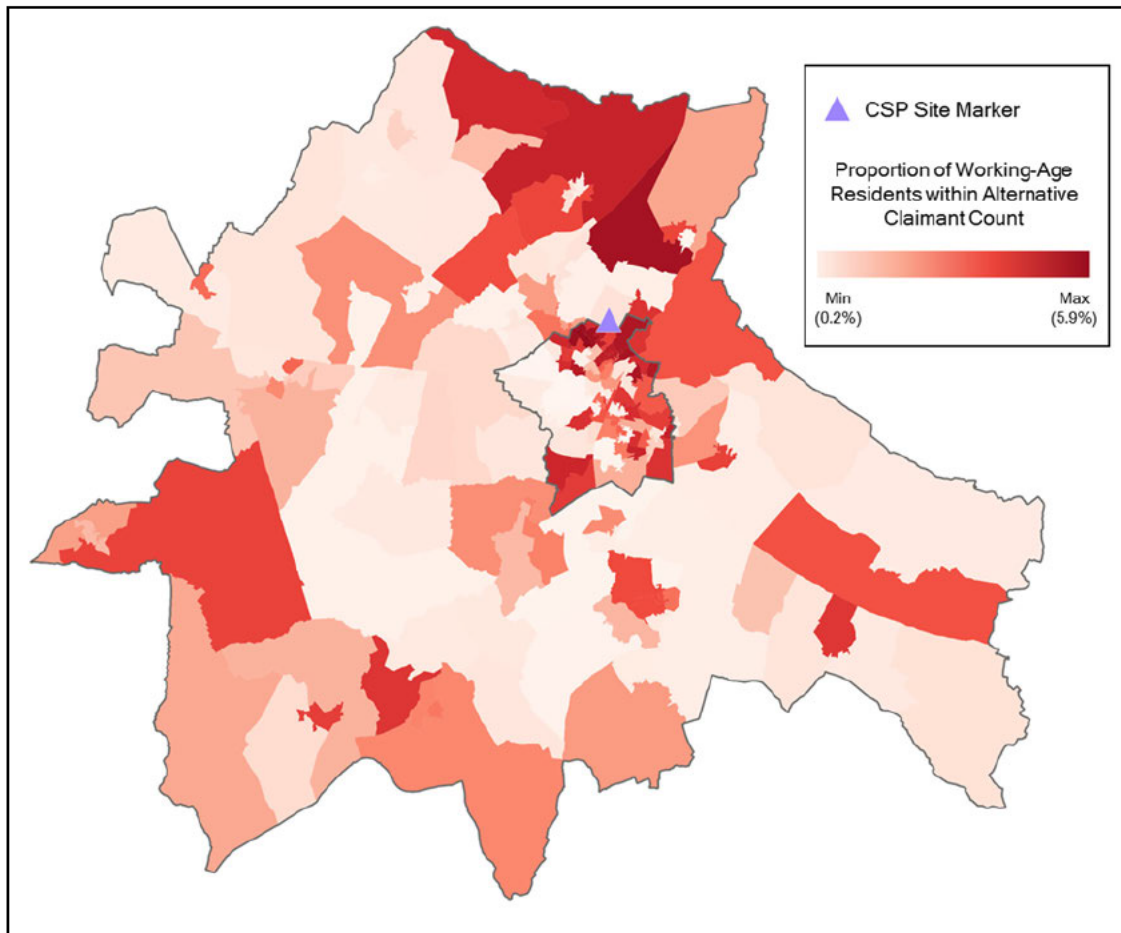 CSP Site Marker
Proportion of Working-Age
Residents within Alternative
Claimant Count
Min
(0.2%)
Max
(5.9%)